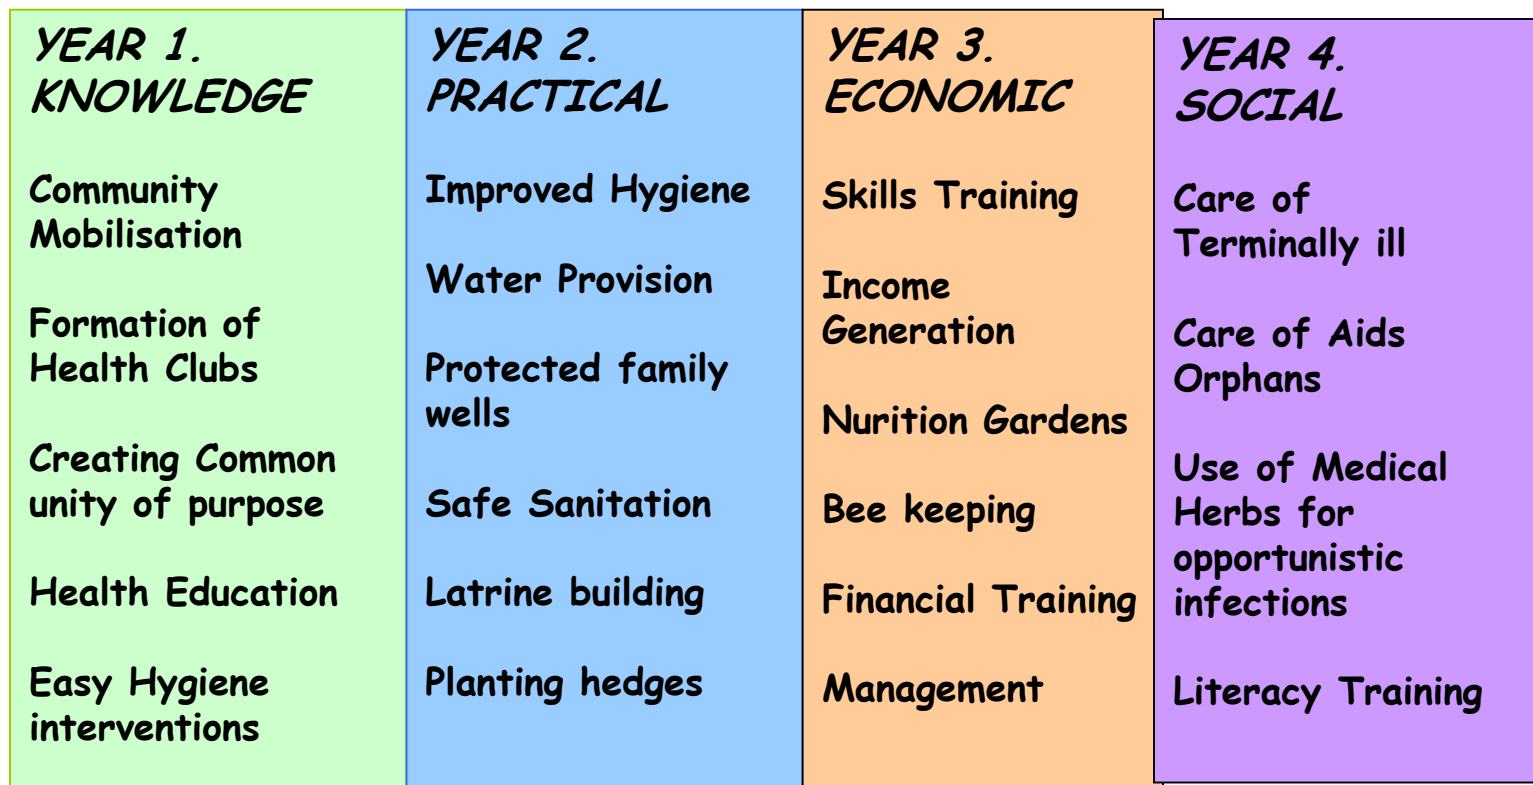 YEAR 1.
KNOWLEDGE
Community
Mobilisation
Formation of
Health Clubs
Creating Common
unity of purpose
Health Education
Easy Hygiene
interventions
YEAR 2.
PRACTICAL
Improved Hygiene
Water Provision
Protected family
wells
Safe Sanitation
Latrine building
Planting hedges
YEAR 3.
ECONOMIC
Skills Training
Income
Generation
Nurition Gardens
Bee keeping
Financial Training
Management
YEAR 4.
SOCIAL
Care of
Terminally ill
Care of Aids
Orphans
Use of Medical
Herbs for
opportunistic
infections
Literacy Training